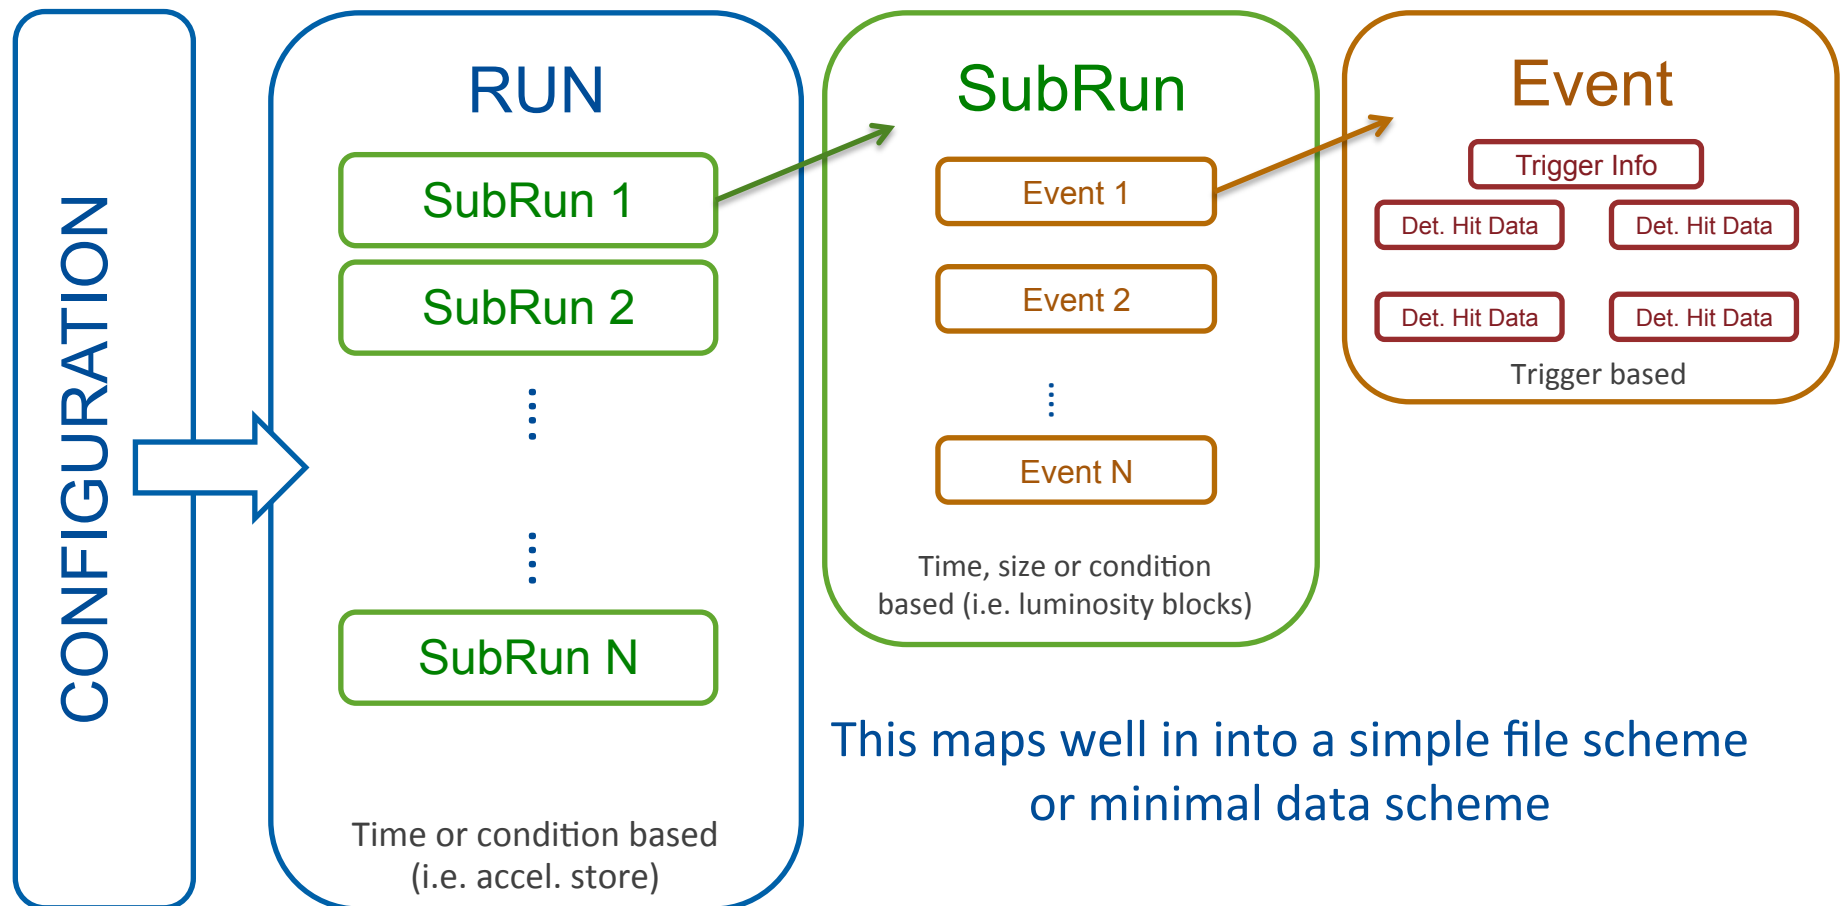 CONFIGURATION
RUN
SubRun 1
SubRun 2
SubRun N
Time or condition based
(i.e. accel. store)
SubRun
Event 1
Event 2
Event N
Time, size or condition
based (i.e. luminosity blocks)
Event
Trigger Info
Det. Hit Data
Det. Hit Data
Det. Hit Data
Det. Hit Data
Trigger based
This maps well in into a simple file scheme
or minimal data scheme